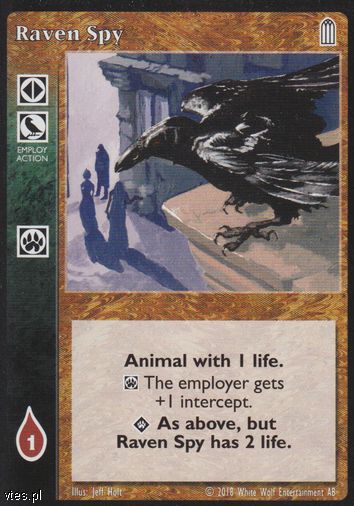 Raven Spy
EMPLOY
ACTION
Animal with 1 life.
The employer gets
+1 intercept.
As above, but
Raven Spy has 2 life.
1
Illus: Jeff Holt
© 2018 White Wolf Entertainment AB
vtes.pl